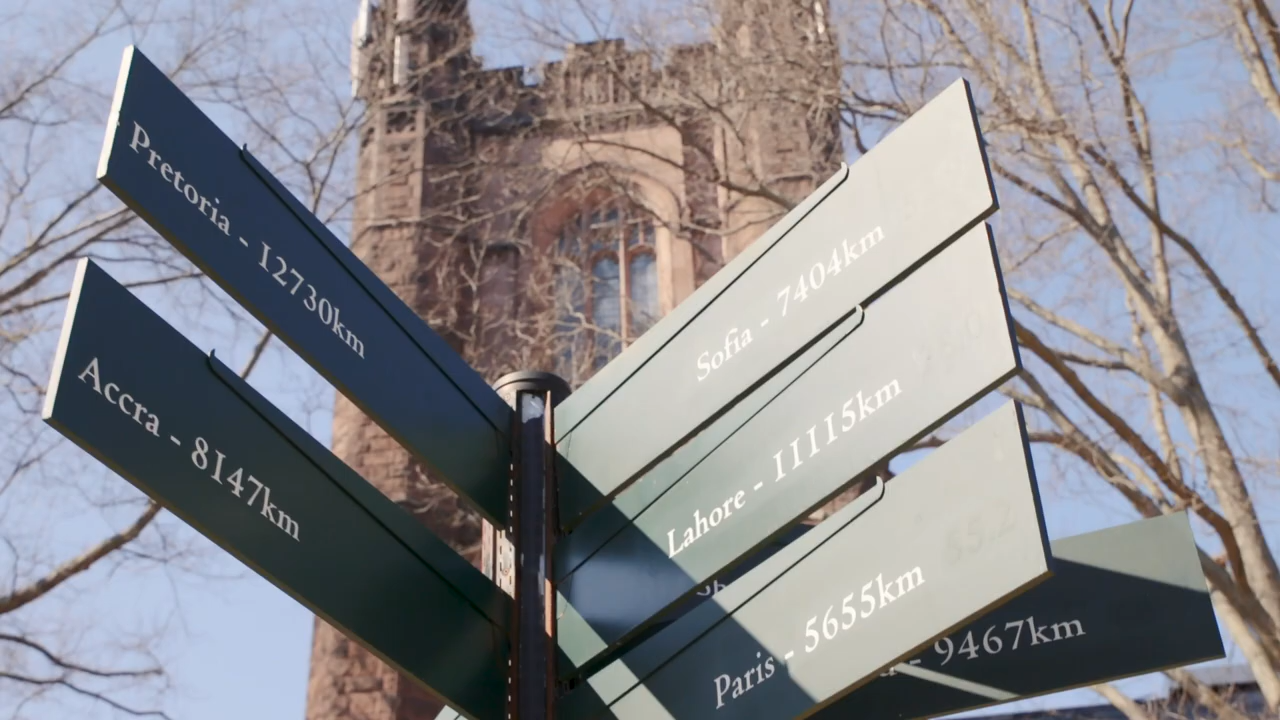 Pretoria - 12730km
Accra - 8147km
Sofia - 7404km
Lahore - 11115km
Paris - 5655km
- 9467km